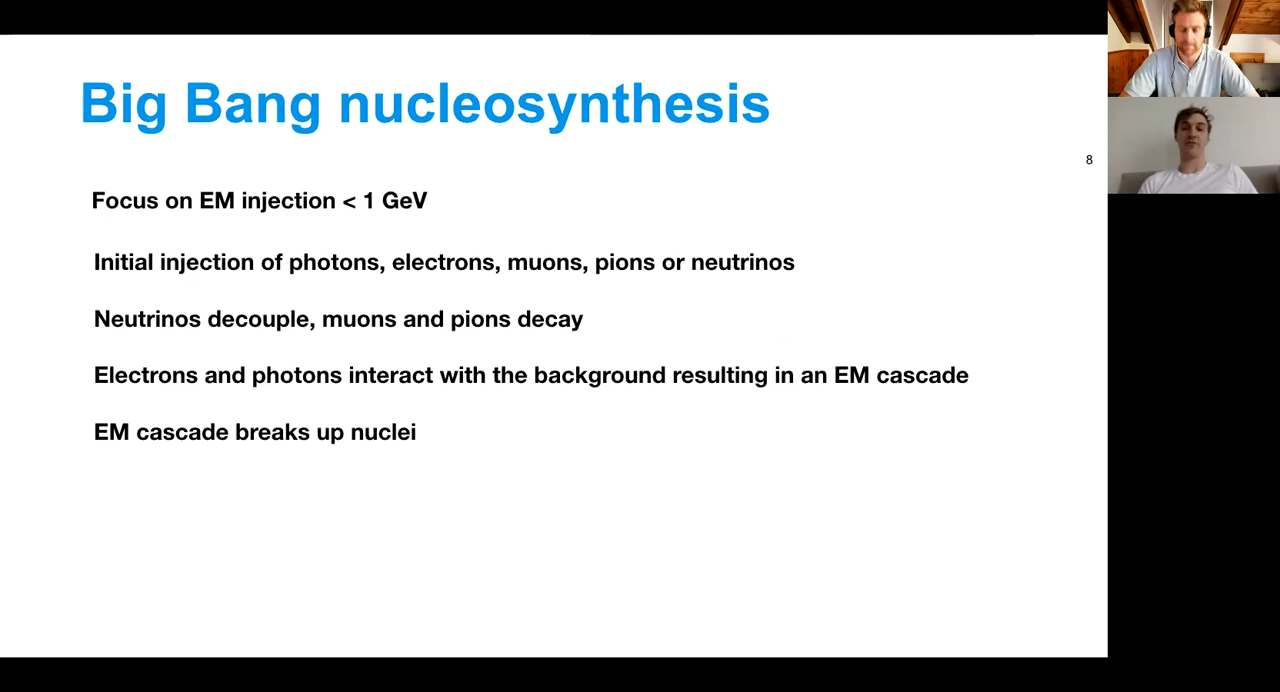 Big Bang nucleosynthesis
8
Focus on EM injection < 1 GeV
Initial injection of photons, electrons, muons, pions or neutrinos
Neutrinos decouple, muons and pions decay
Electrons and photons interact with the background resulting in an EM cascade
EM cascade breaks up nuclei